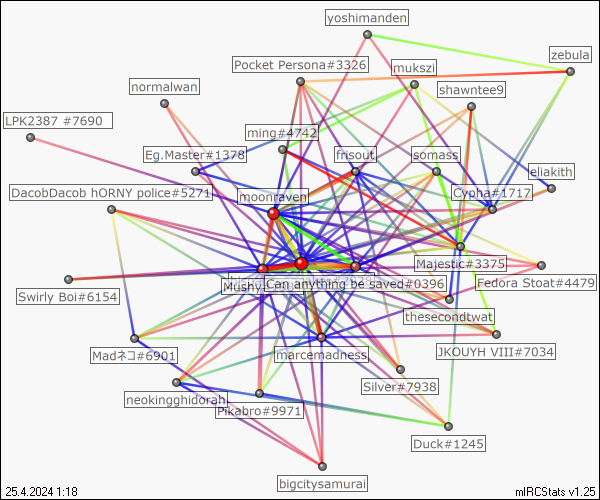 yoshimanden
zebula
Pocket Persona#3326
mukszi
normalwan
shawntee9
LPK2387 #7690
ming#4742
Eg.Master#1378
frisout
somass
eliakith
DacobDacob hORNY police#5271
moonraven
Cypha#1717
Majestic#3375
Mushy
Can anything be saved#0396
Fedora Stoat#4479
Swirly Boi#6154
thesecondtwat
Madネコ#6901
marcemadness
JKOUYH VIII#7034
Silver#7938
neokingghidorah
Pikabro#9971
Duck#1245
bigcitysamurai
25.4.2024 1:18
mIRCStats v1.25